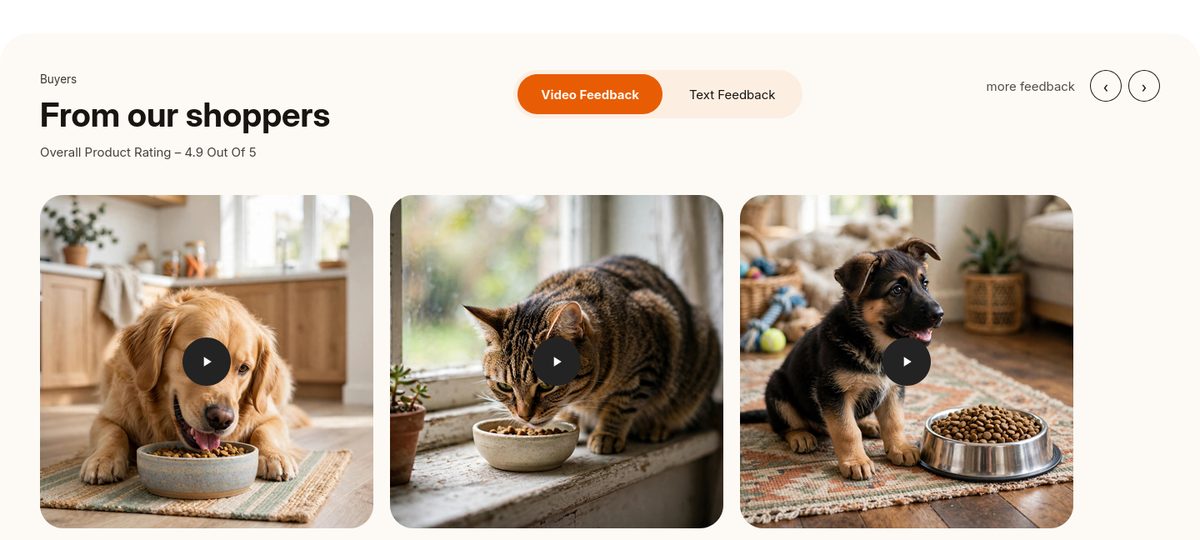 Buyers
From our shoppers
Overall Product Rating – 4.9 Out Of 5
Video Feedback
Text Feedback
more feedback
‹
›